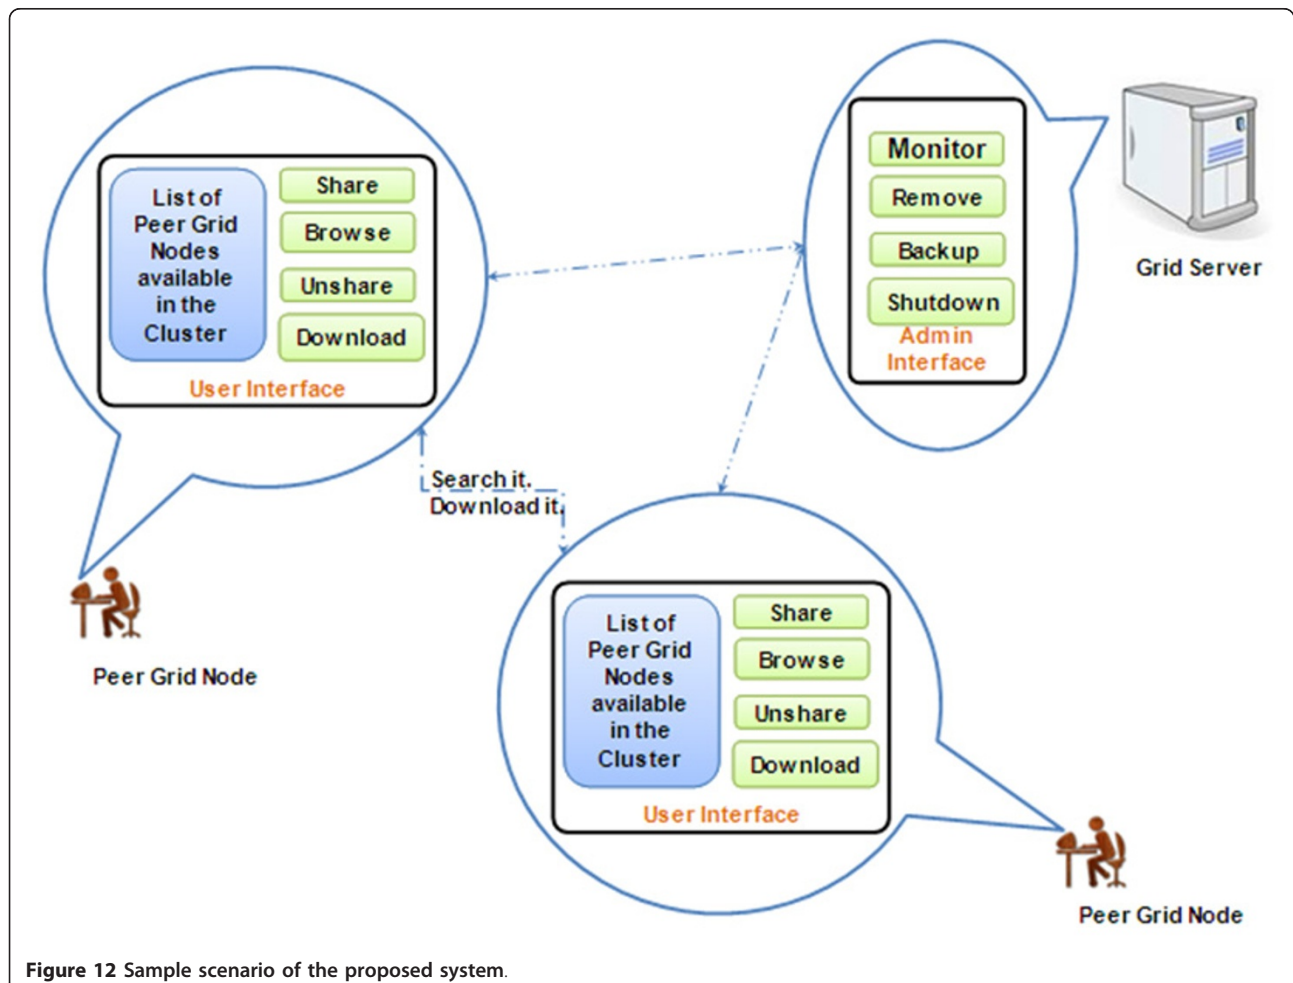 List of
Peer Grid
Nodes
available
in the
Cluster
Share
Browse
Unshare
Download
User Interface
Monitor
Remove
Backup
Shutdown
Admin
Interface
Grid Server
Search it.
Download it.
Peer Grid Node
List of
Peer Grid
Nodes
available
in the
Cluster
Share
Browse
Unshare
Download
User Interface
Peer Grid Node
Figure 12 Sample scenario of the proposed system.